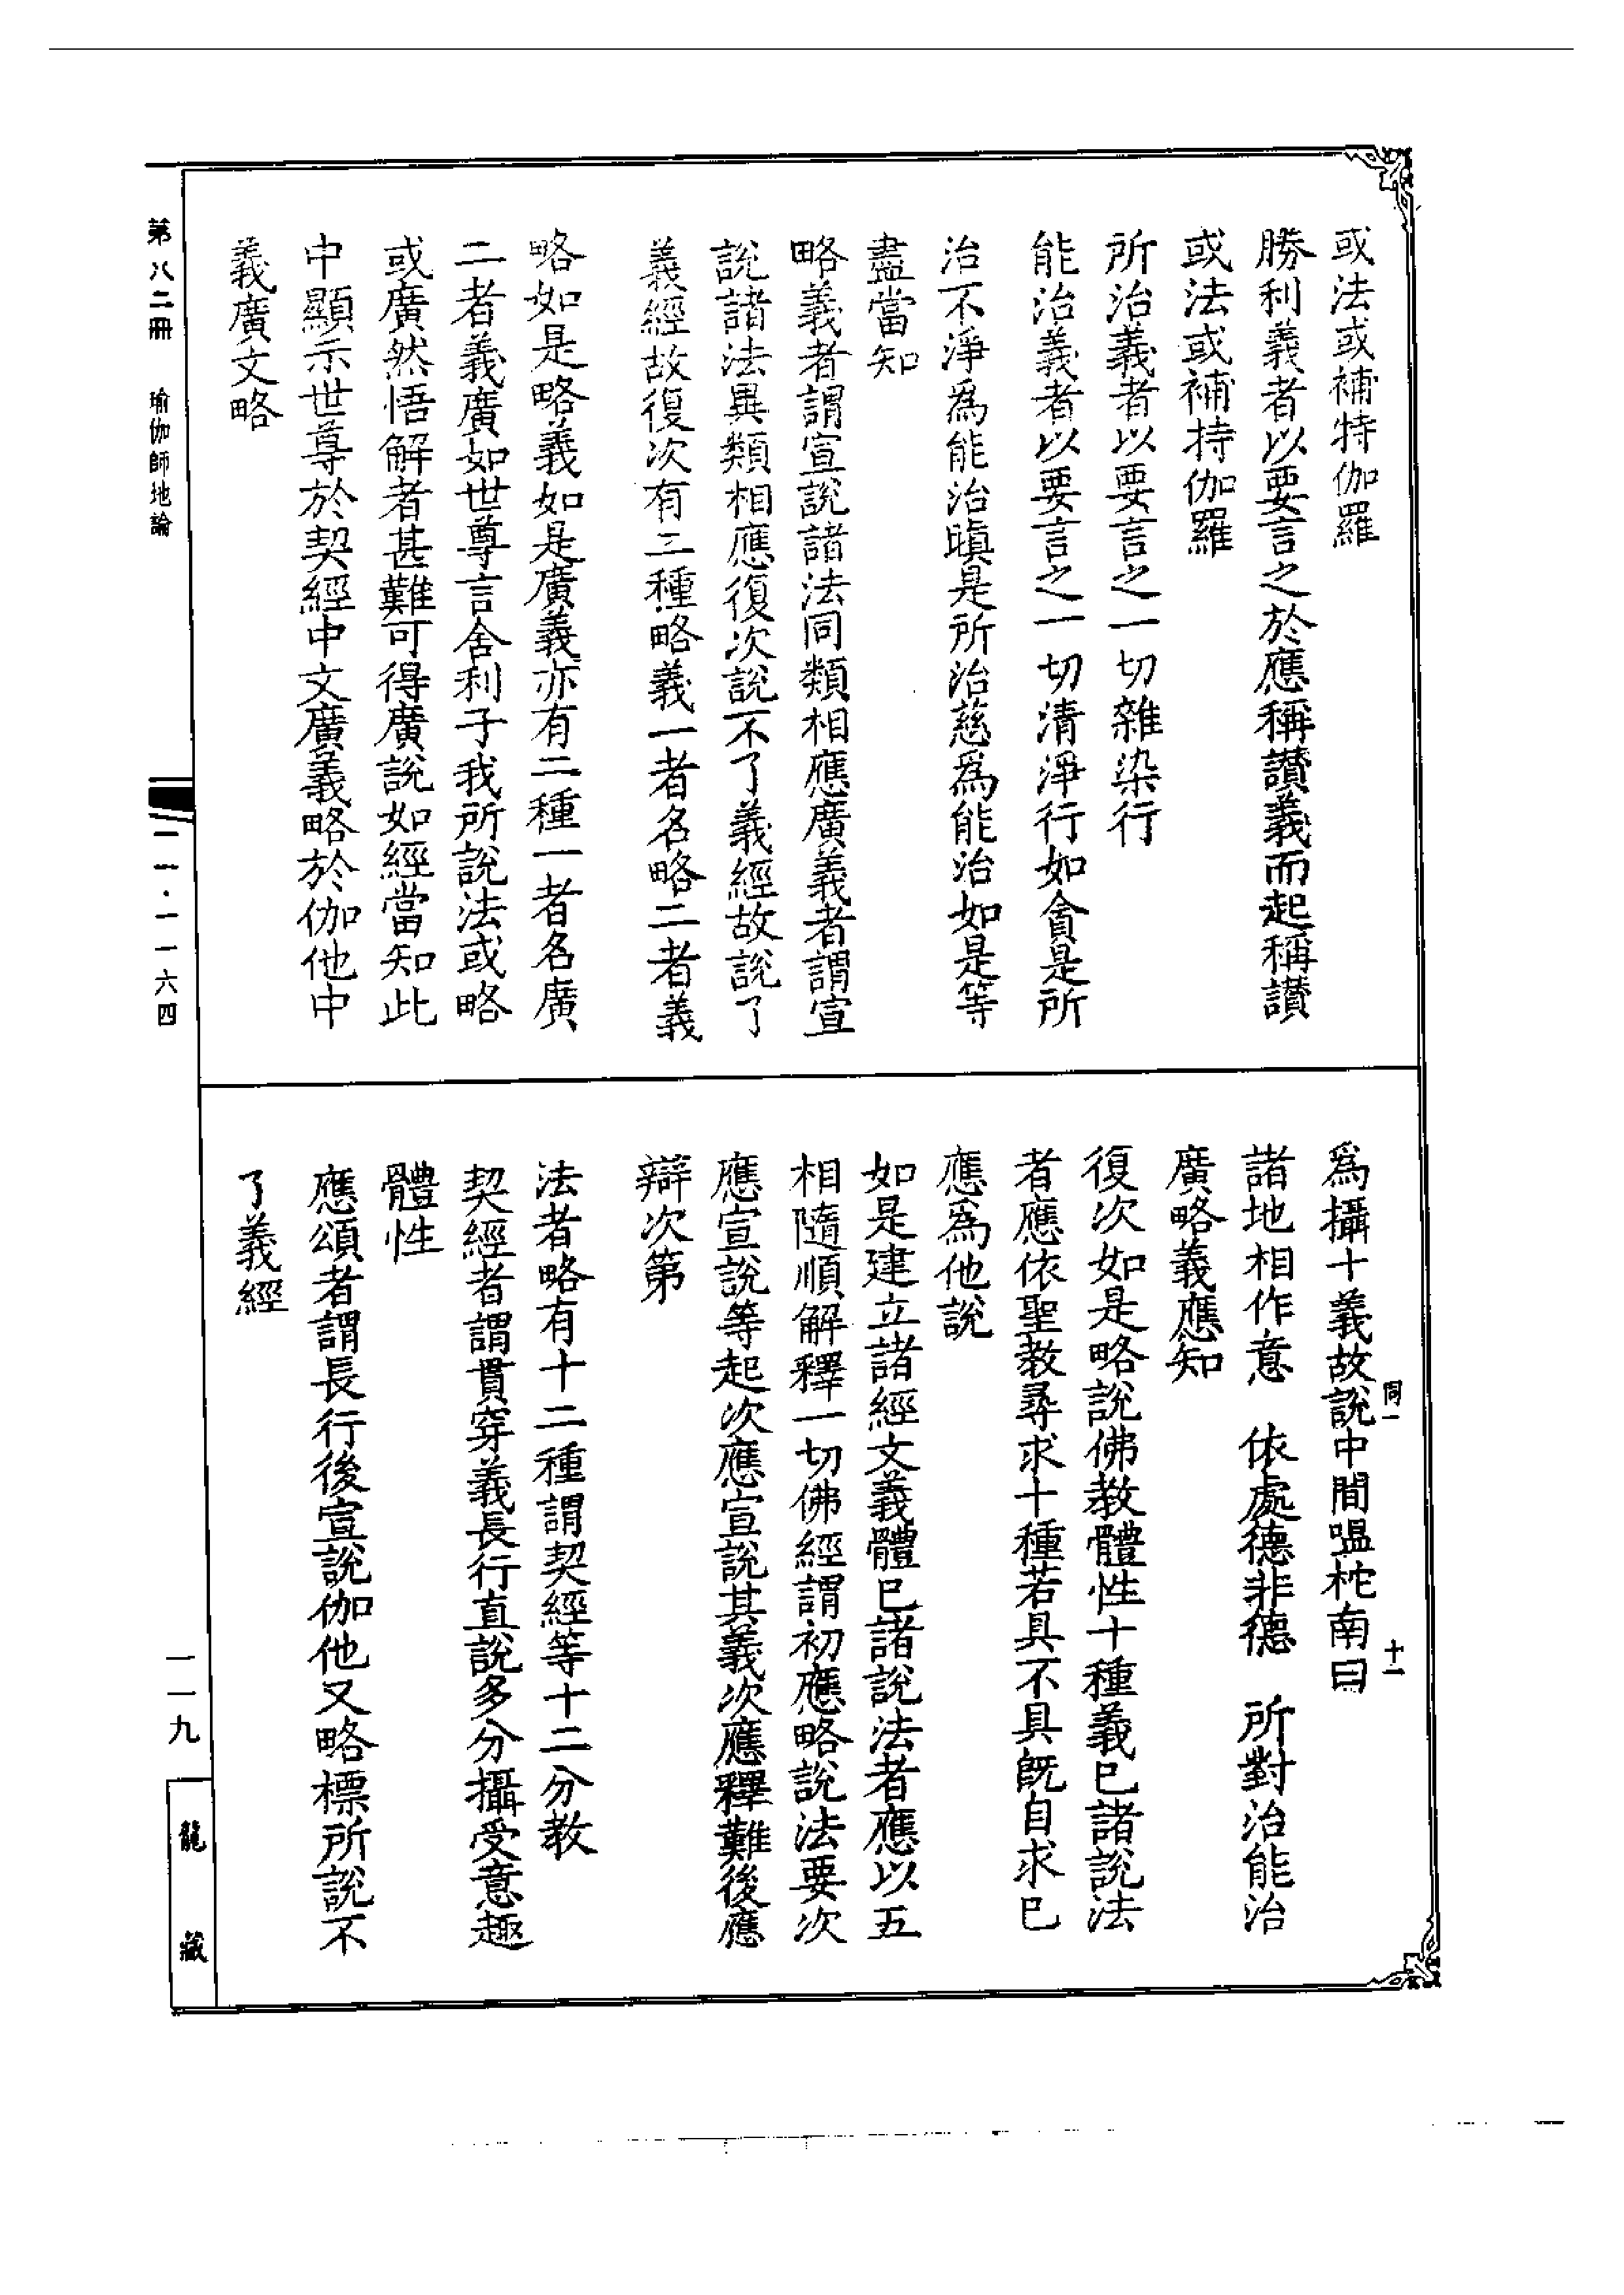 或法或補特伽羅
勝利義者以要言之於應稱讚義而起稱讚
或法或補持伽羅
所治義者以要言之一切雜染行
能治義者以要言之一切清淨行如貪是所
治不淨爲能治瞋是所治慈爲能治如是等
盡當知
略義者謂宣說諸法同類相應廣義者謂宣
說諸法異類相應復次說不了義經故說了
義經故復次有二種略義一者名略二者義
略如是略義如是廣義亦有二種一者名廣
二者義廣如世尊言舍利子我所說法或略
或廣然悟解者甚難可得廣說如經當知此
中顯示世尊於契經中文廣義略於伽他中
義廣文略
爲攝十義故說中間嗢柁南曰
同一
十一
諸地相作意 依處德非德 所對治能治
廣略義應知
復次如是略說佛教體性十種義已諸說法
者應依聖教尋求十種若具不具旣自求已
應爲他說
如是建立諸經文義體已諸說法者應以五
相隨順解釋一切佛經謂初應略說法要次
應宣說等起次應宣說其義次應釋難後應
辯次第
法者略有十二種謂契經等十二分教
契經者謂貫穿義長行直說多分攝受意趣
體性
應頌者謂長行後宣說伽他又略標所說不
了義經
第八二冊 瑜伽師地論
二一·一一六四
一一九
龍藏